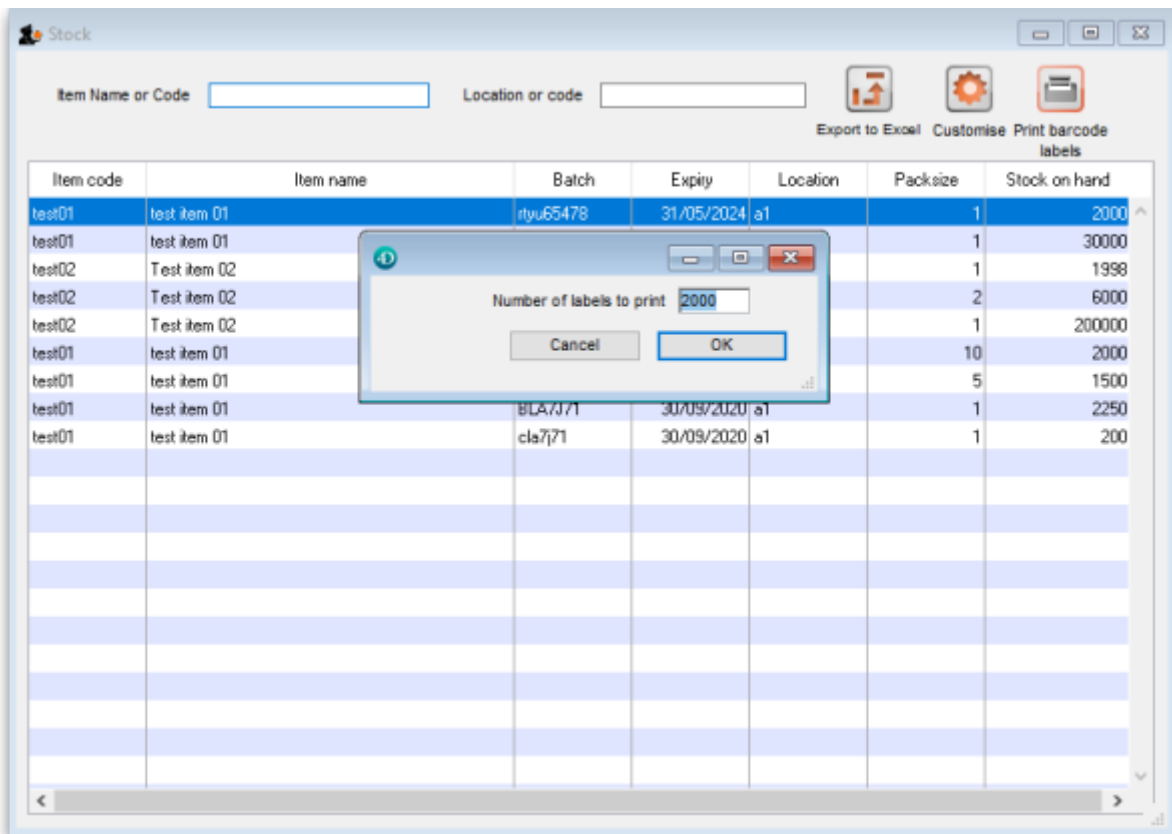 Stock
Item Name or Code Location or code
Export to Excel Customise Print barcode labels
Item code Item name Batch Expiry Location Packsize Stock on hand
test01 test item 01 rtyu65478 31/05/2024 a1 1 2000
test01 test item 01 1 30000
test02 Test item 02 1 1998
test02 Test item 02 2 6000
test02 Test item 02 1 200000
test01 test item 01 10 2000
test01 test item 01 5 1500
test01 test item 01 BLA7J71 30/09/2020 a1 1 2250
test01 test item 01 cla7j71 30/09/2020 a1 1 200
Number of labels to print 2000
Cancel OK